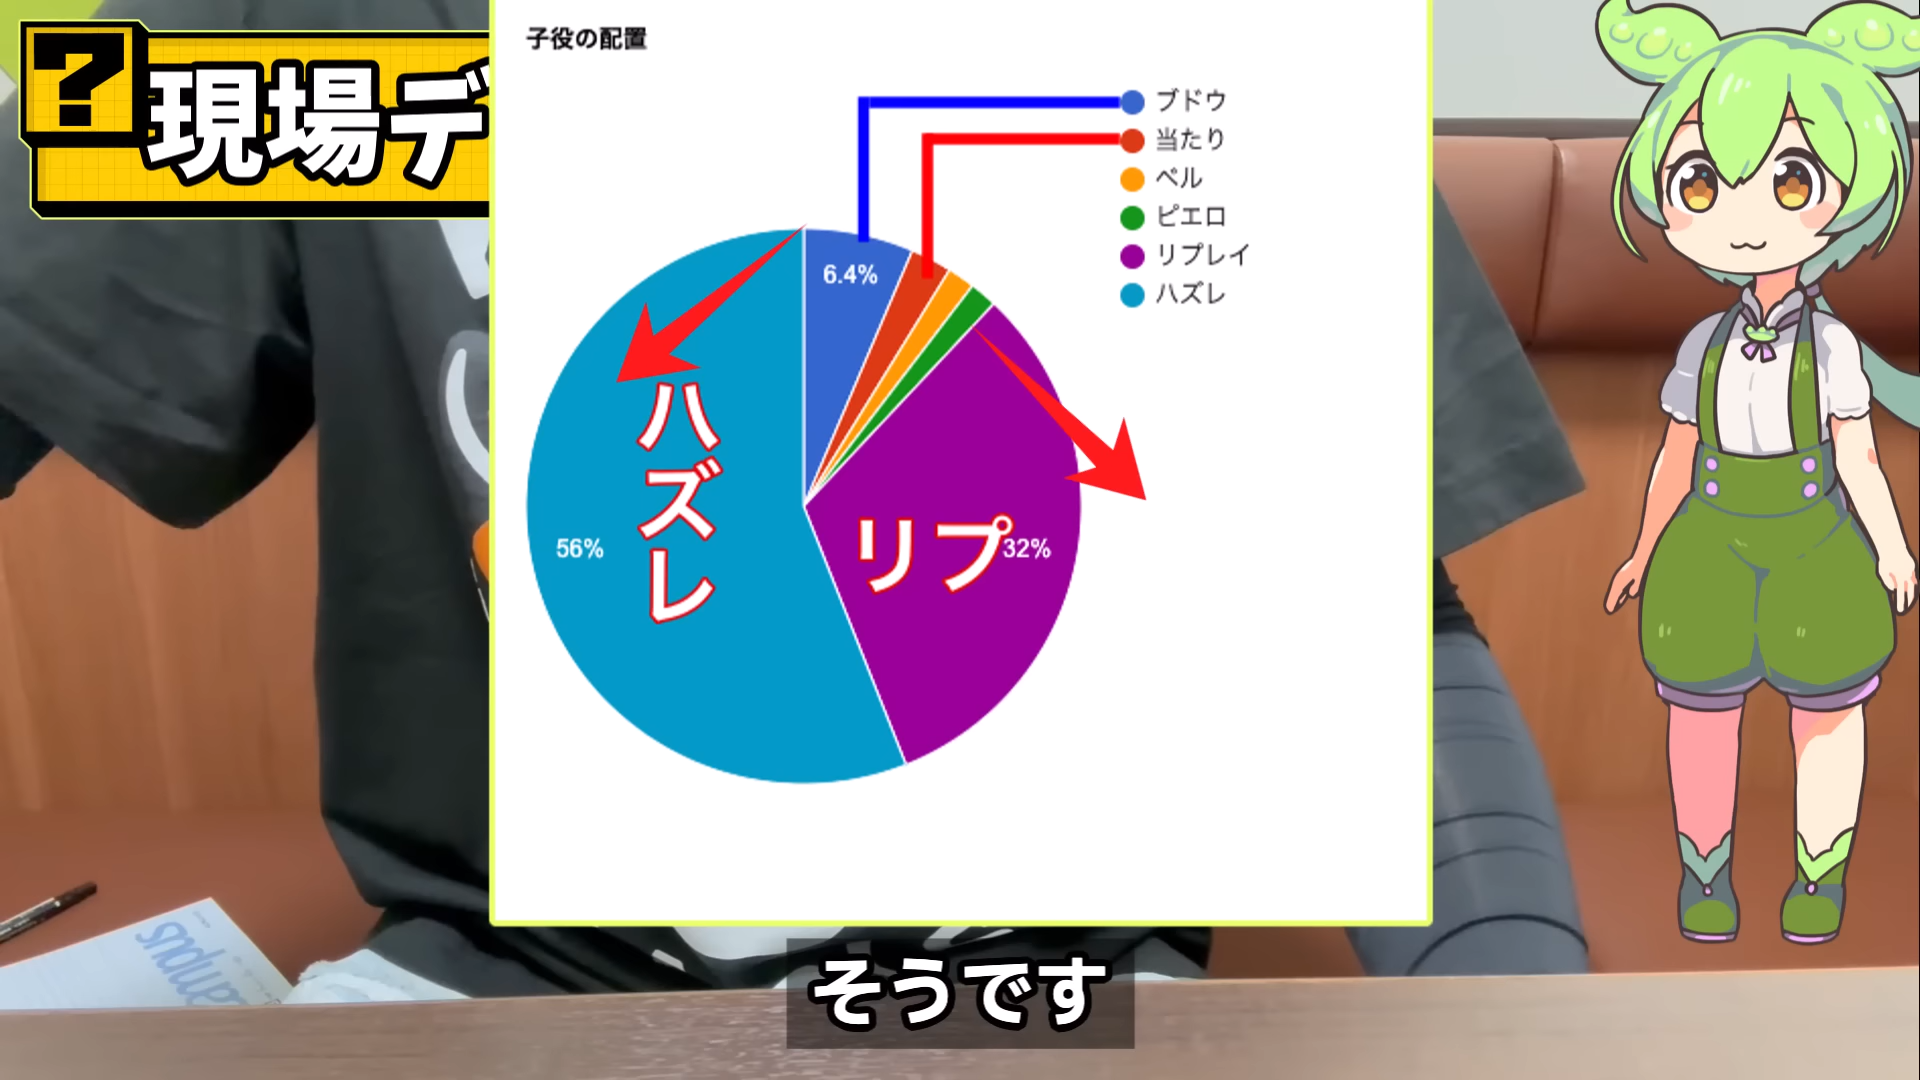 ?
現場デ
子役の配置
ブドウ
当たり
ベル
ピエロ
リプレイ
ハズレ
6.4%
ハズレ
56%
リプ
32%
campus
そうです